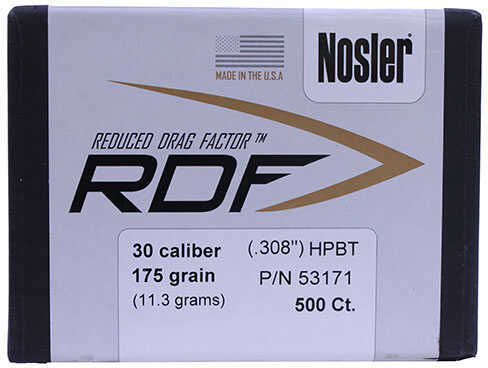 Nosler®
MADE IN THE U.S.A
REDUCED DRAG FACTOR™
RDF
30 caliber (.308") HPBT
175 grain P/N 53171
(11.3 grams) 500 Ct.